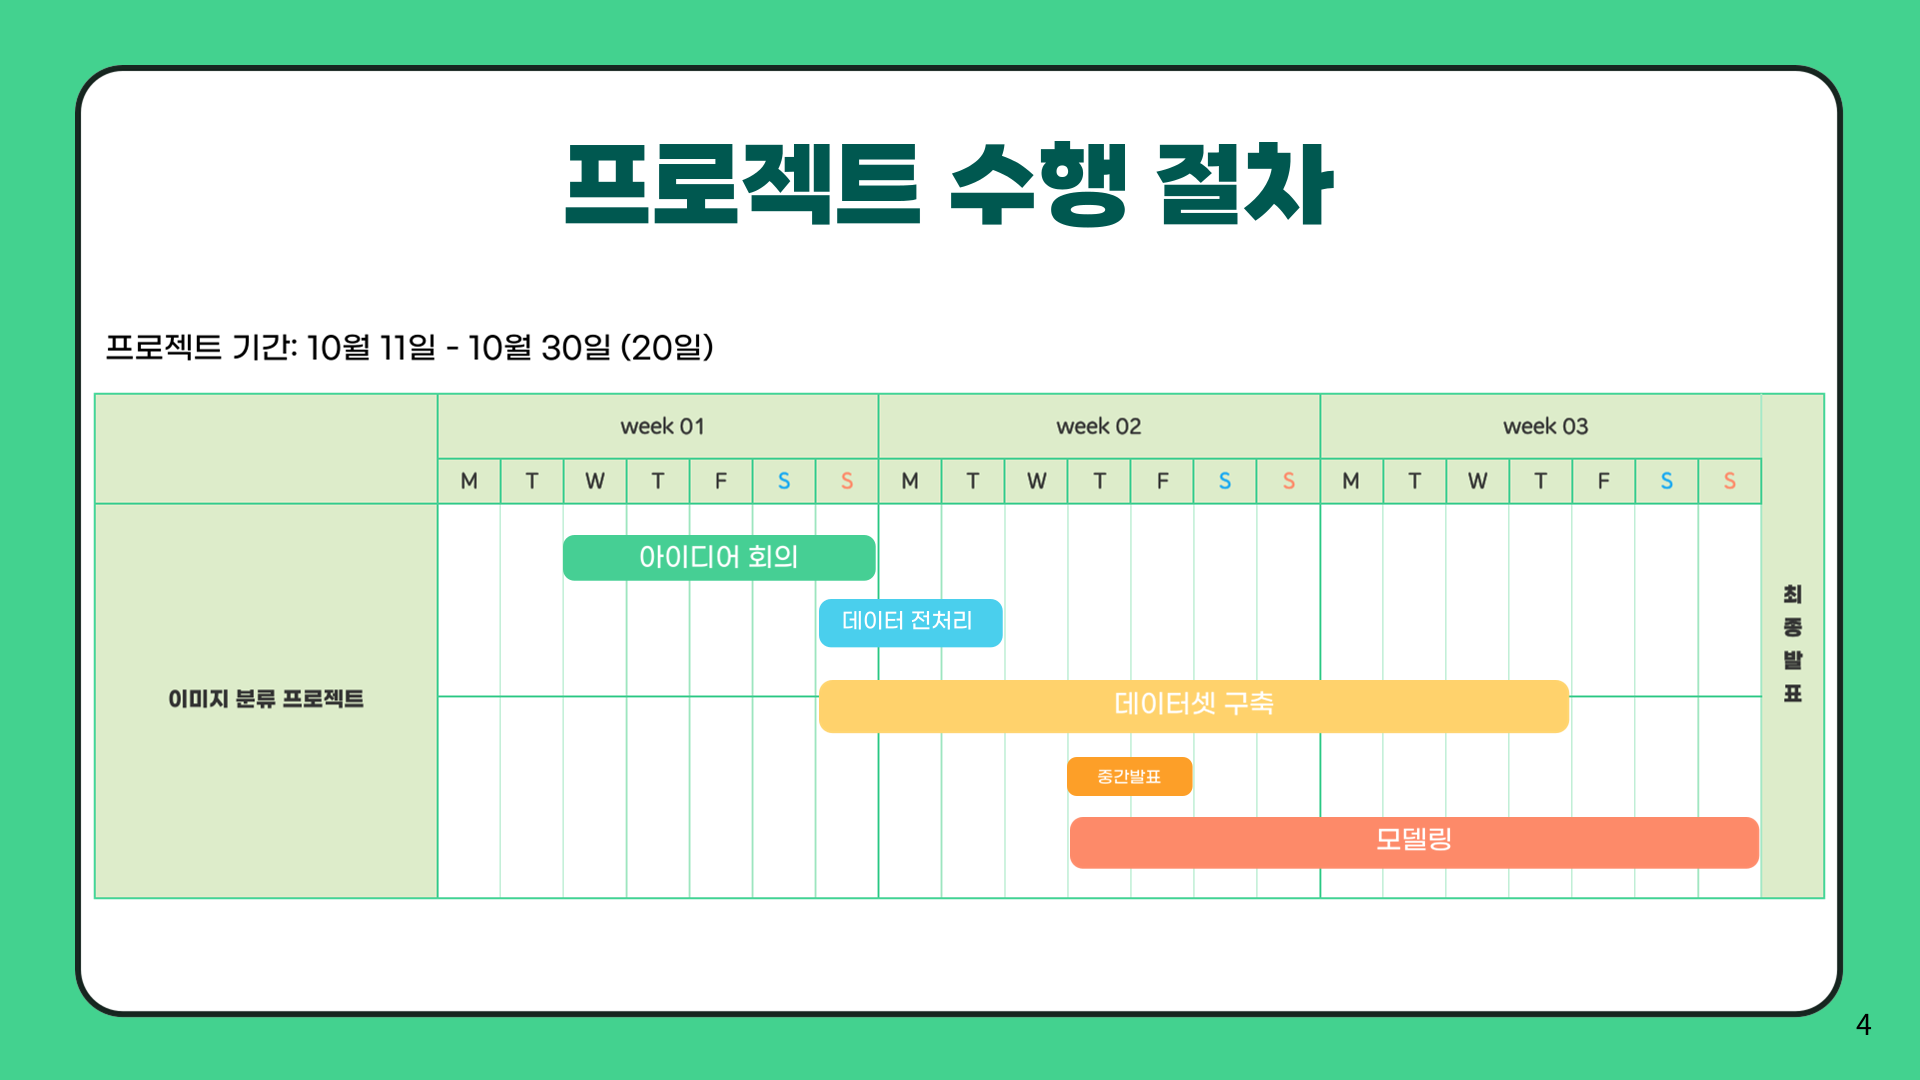 프로젝트 수행 절차
프로젝트 기간: 10월 11일 - 10월 30일 (20일)
week 01 week 02 week 03
M T W T F S S M T W T F S S M T W T F S S
아이디어 회의
데이터 전처리
데이터셋 구축
중간발표
모델링
이미지 분류 프로젝트
최
종
발
표
4